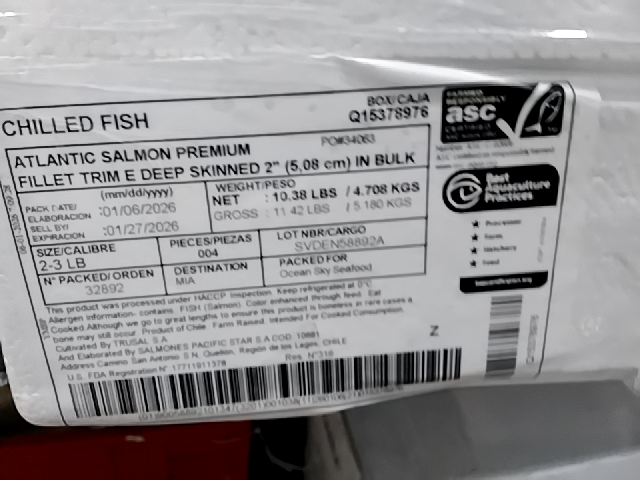 CHILLED FISH
BOX/CAJA
Q15378976
ATLANTIC SALMON PREMIUM
PO#34063
FILLET TRIM E DEEP SKINNED 2" (5,08 cm) IN BULK
(mm/dd/yyyy)
PACK DATE/ ELABORACION :01/06/2026
SELL BY/ EXPIRACION :01/27/2026
WEIGHT/PESO
NET : 10.38 LBS / 4.708 KGS
GROSS : 11.42 LBS / 5.180 KGS
SIZE/CALIBRE
2-3 LB
PIECES/PIEZAS
004
LOT NBR/CARGO
SVDEN58892A
N° PACKED/ORDEN
32892
DESTINATION
MIA
PACKED FOR
Ocean Sky Seafood
This product was processed under HACCP Inspection. Keep refrigerated at 0°C
Allergen information: contains FISH (Salmon). Color enhanced through feed. Eat
Cooked.Although we go to great lengths to ensure this product is boneless in rare cases a
bone may still occur. Product of Chile. Farm Raised. Intended For Cooked Consumption.
Cultivated By TRUSAL S.A.
And Elaborated By SALMONES PACIFIC STAR S.A COD. 10681
Address Camino San Antonio S.N. Quellon, Region de los Lagos, CHILE
U.S. FDA Registration N° 17711911378
Res. N°310
Z
FARMED RESPONSIBLY
asc
CERTIFIED
Best
Aquaculture
Practices
Processor
Farm
Hatchery
Feed